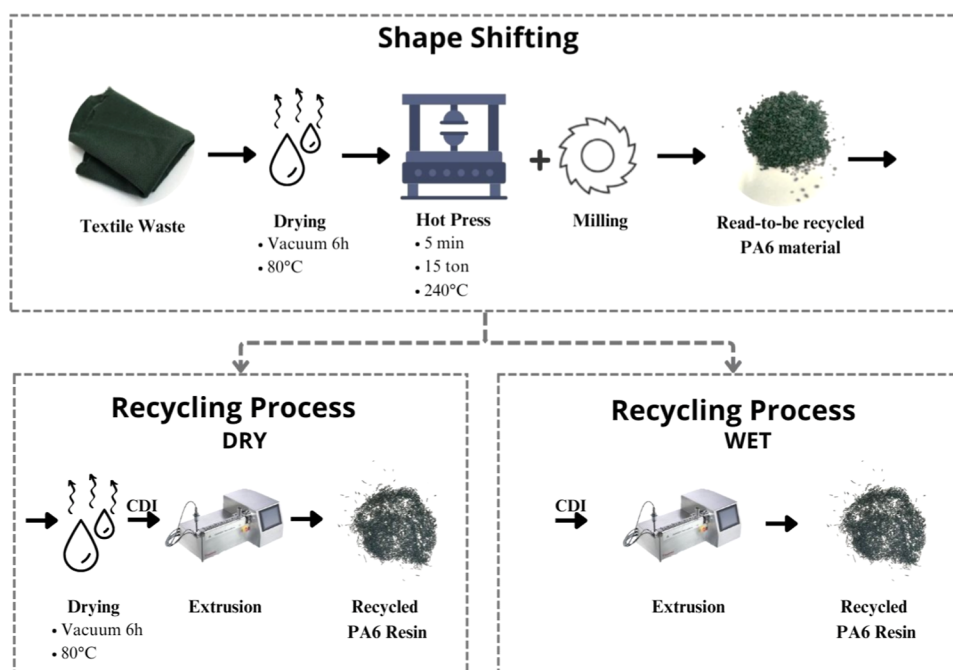 Shape Shifting
Textile Waste
Drying
• Vacuum 6h
• 80°C
Hot Press
• 5 min
• 15 ton
• 240°C
+
Milling
Read-to-be recycled
PA6 material
Recycling Process
DRY
CDI
Drying
• Vacuum 6h
• 80°C
Extrusion
Recycled
PA6 Resin
Recycling Process
WET
CDI
Extrusion
Recycled
PA6 Resin